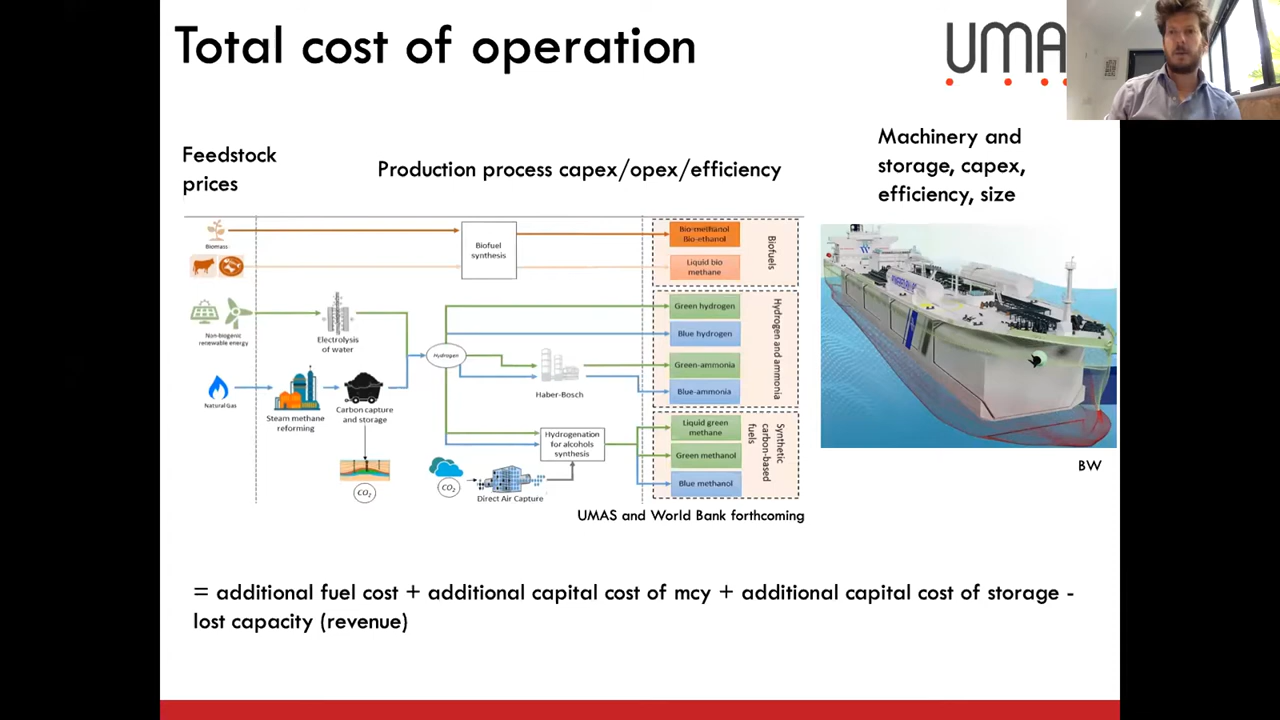 Total cost of operation
UMA
Feedstock
prices
Production process capex/opex/efficiency
Machinery and
storage, capex,
efficiency, size
Biomass
Biofuel
synthesis
Bio-methanol
Bio-ethanol
Liquid bio
methane
Biofuels
Non-biogenic
renewable energy
Electrolysis
of water
Hydrogen
Green hydrogen
Blue hydrogen
Green-ammonia
Blue-ammonia
Hydrogen and ammonia
Haber-Bosch
Natural Gas
Steam methane
reforming
Carbon capture
and storage
CO2
Hydrogenation
for alcohols
synthesis
CO2
Direct Air Capture
Liquid green
methane
Green methanol
Blue methanol
Synthetic
carbon-based
fuels
BW
UMAS and World Bank forthcoming
= additional fuel cost + additional capital cost of mcy + additional capital cost of storage -
lost capacity (revenue)